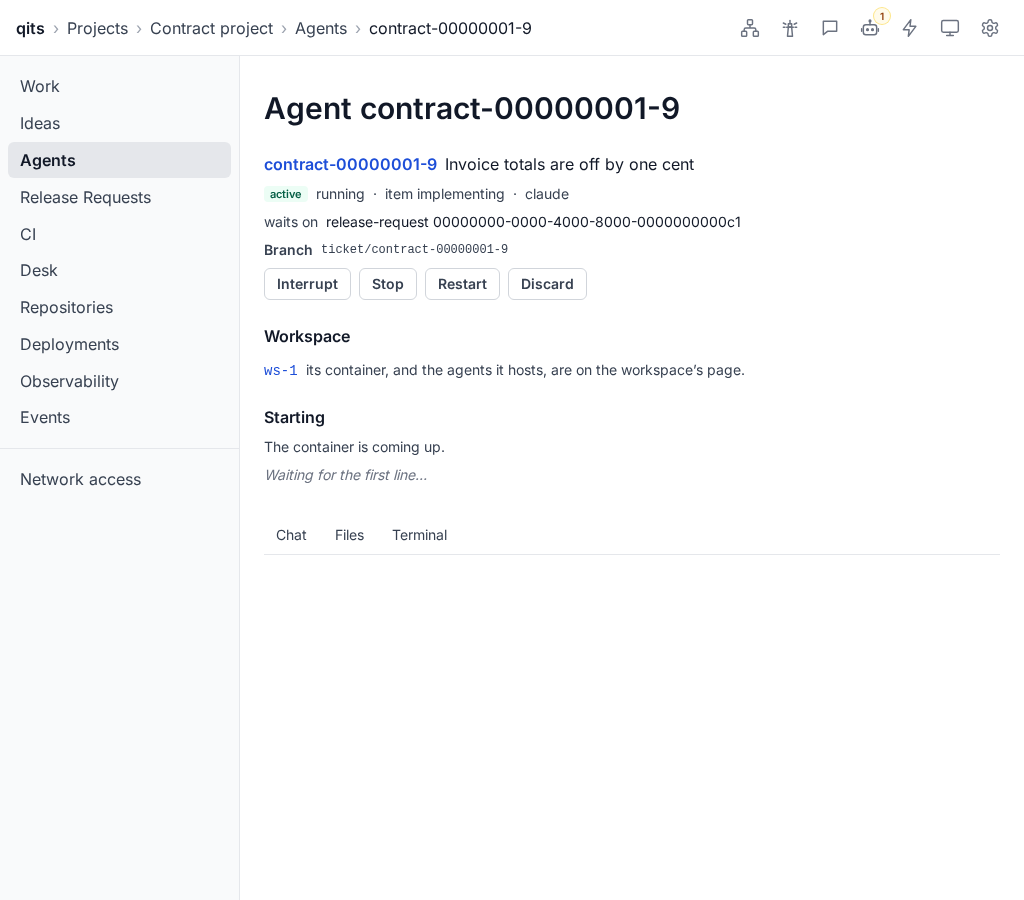 qits › Projects › Contract project › Agents › contract-00000001-9
1
Work
Ideas
Agents
Release Requests
CI
Desk
Repositories
Deployments
Observability
Events
Network access
Agent contract-00000001-9
contract-00000001-9 Invoice totals are off by one cent
active running · item implementing · claude
waits on release-request 00000000-0000-4000-8000-0000000000c1
Branch ticket/contract-00000001-9
Interrupt Stop Restart Discard
Workspace
ws-1 its container, and the agents it hosts, are on the workspace’s page.
Starting
The container is coming up.
Waiting for the first line…
Chat Files Terminal